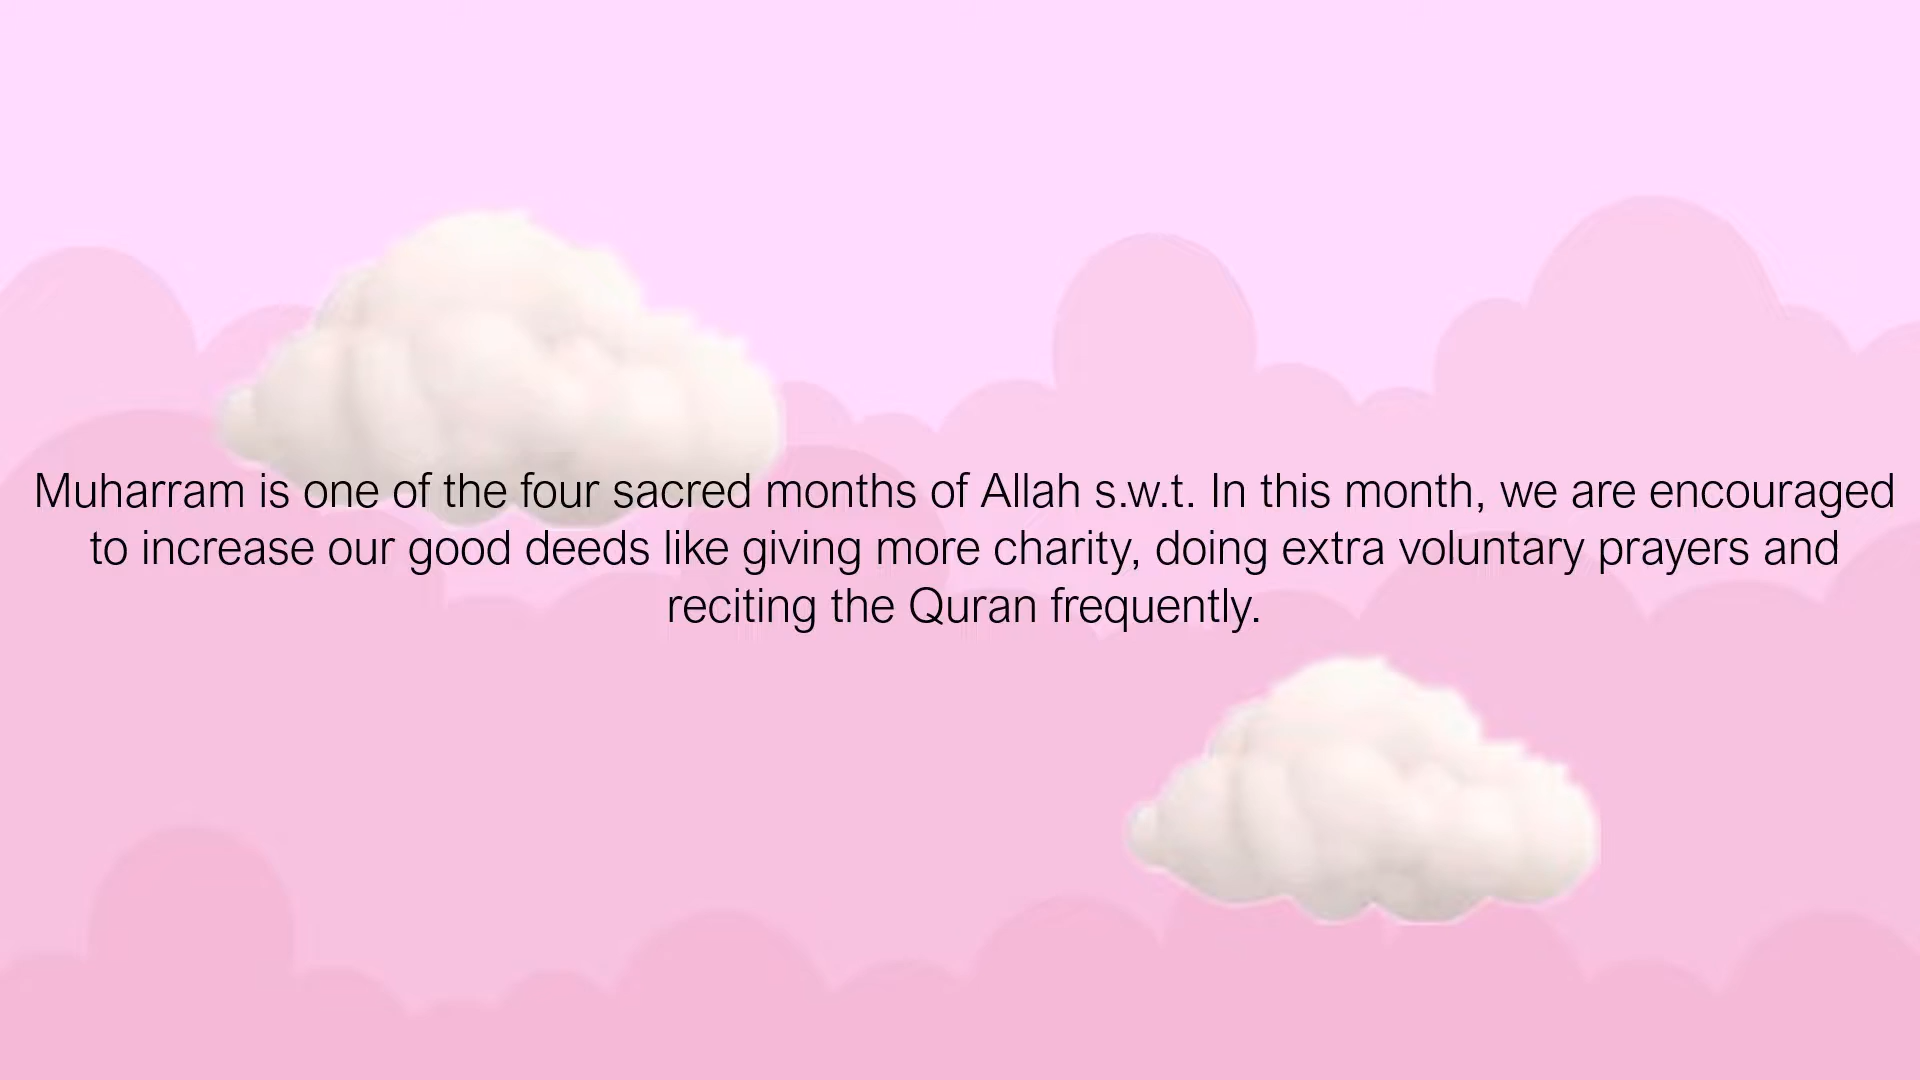 Muharram is one of the four sacred months of Allah s.w.t. In this month, we are encouraged
to increase our good deeds like giving more charity, doing extra voluntary prayers and
reciting the Quran frequently.